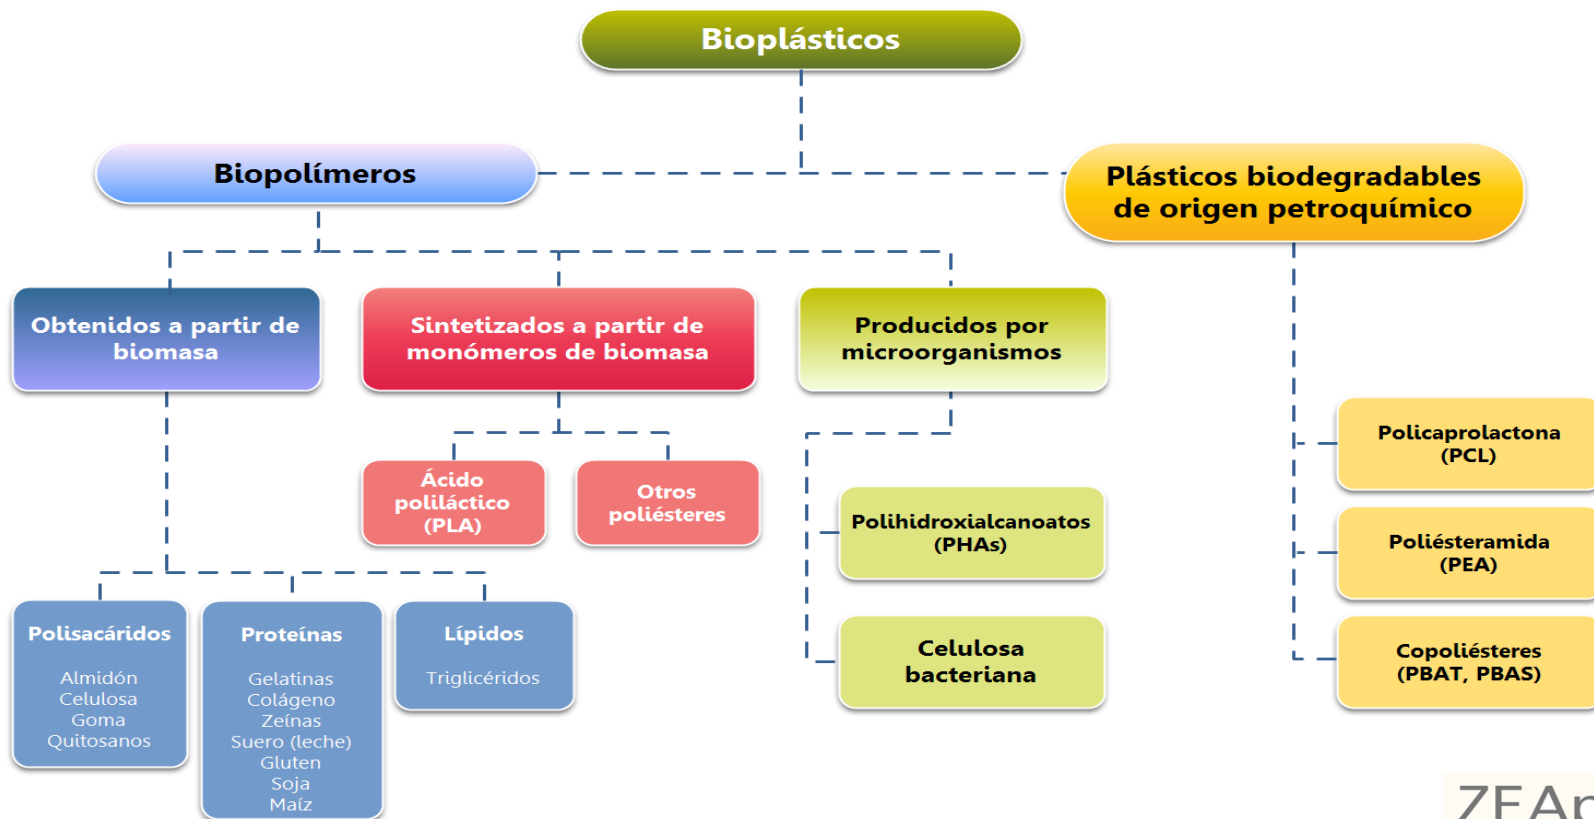 Bioplásticos
Biopolímeros
Plásticos biodegradables
de origen petroquímico
Obtenidos a partir de
biomasa
Sintetizados a partir de
monómeros de biomasa
Producidos por
microorganismos
Ácido
poliláctico
(PLA)
Otros
poliésteres
Polihidroxialcanoatos
(PHAs)
Celulosa
bacteriana
Policaprolactona
(PCL)
Poliésteramida
(PEA)
Copoliésteres
(PBAT, PBAS)
Polisacáridos
Almidón
Celulosa
Goma
Quitosanos
Proteínas
Gelatinas
Colágeno
Zeínas
Suero (leche)
Gluten
Soja
Maíz
Lípidos
Triglicéridos